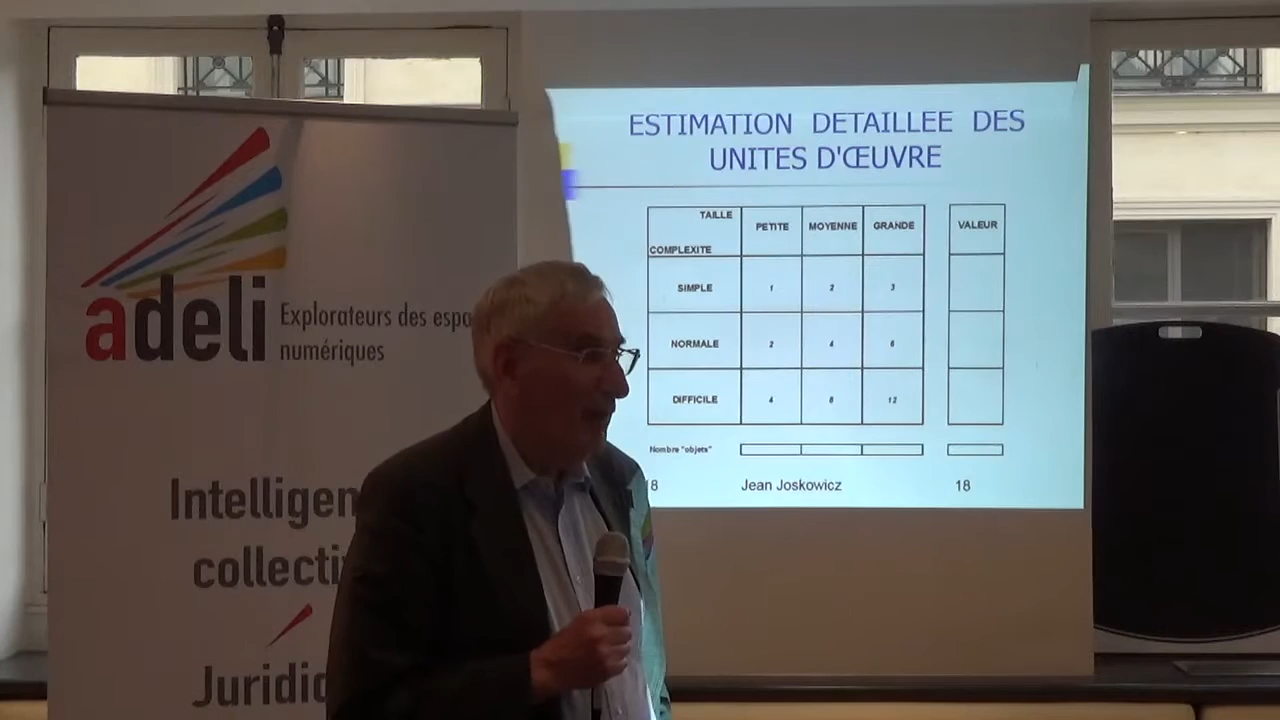 adeli
Explorateurs des espa
numériques
Intelligen
collecti
Juridic
ESTIMATION DETAILLEE DES
UNITES D'ŒUVRE
TAILLE
COMPLEXITE
PETITE MOYENNE GRANDE VALEUR
SIMPLE 1 2 3
NORMALE 2 4 6
DIFFICILE 4 8 12
Nombre "objets"
18 Jean Joskowicz 18